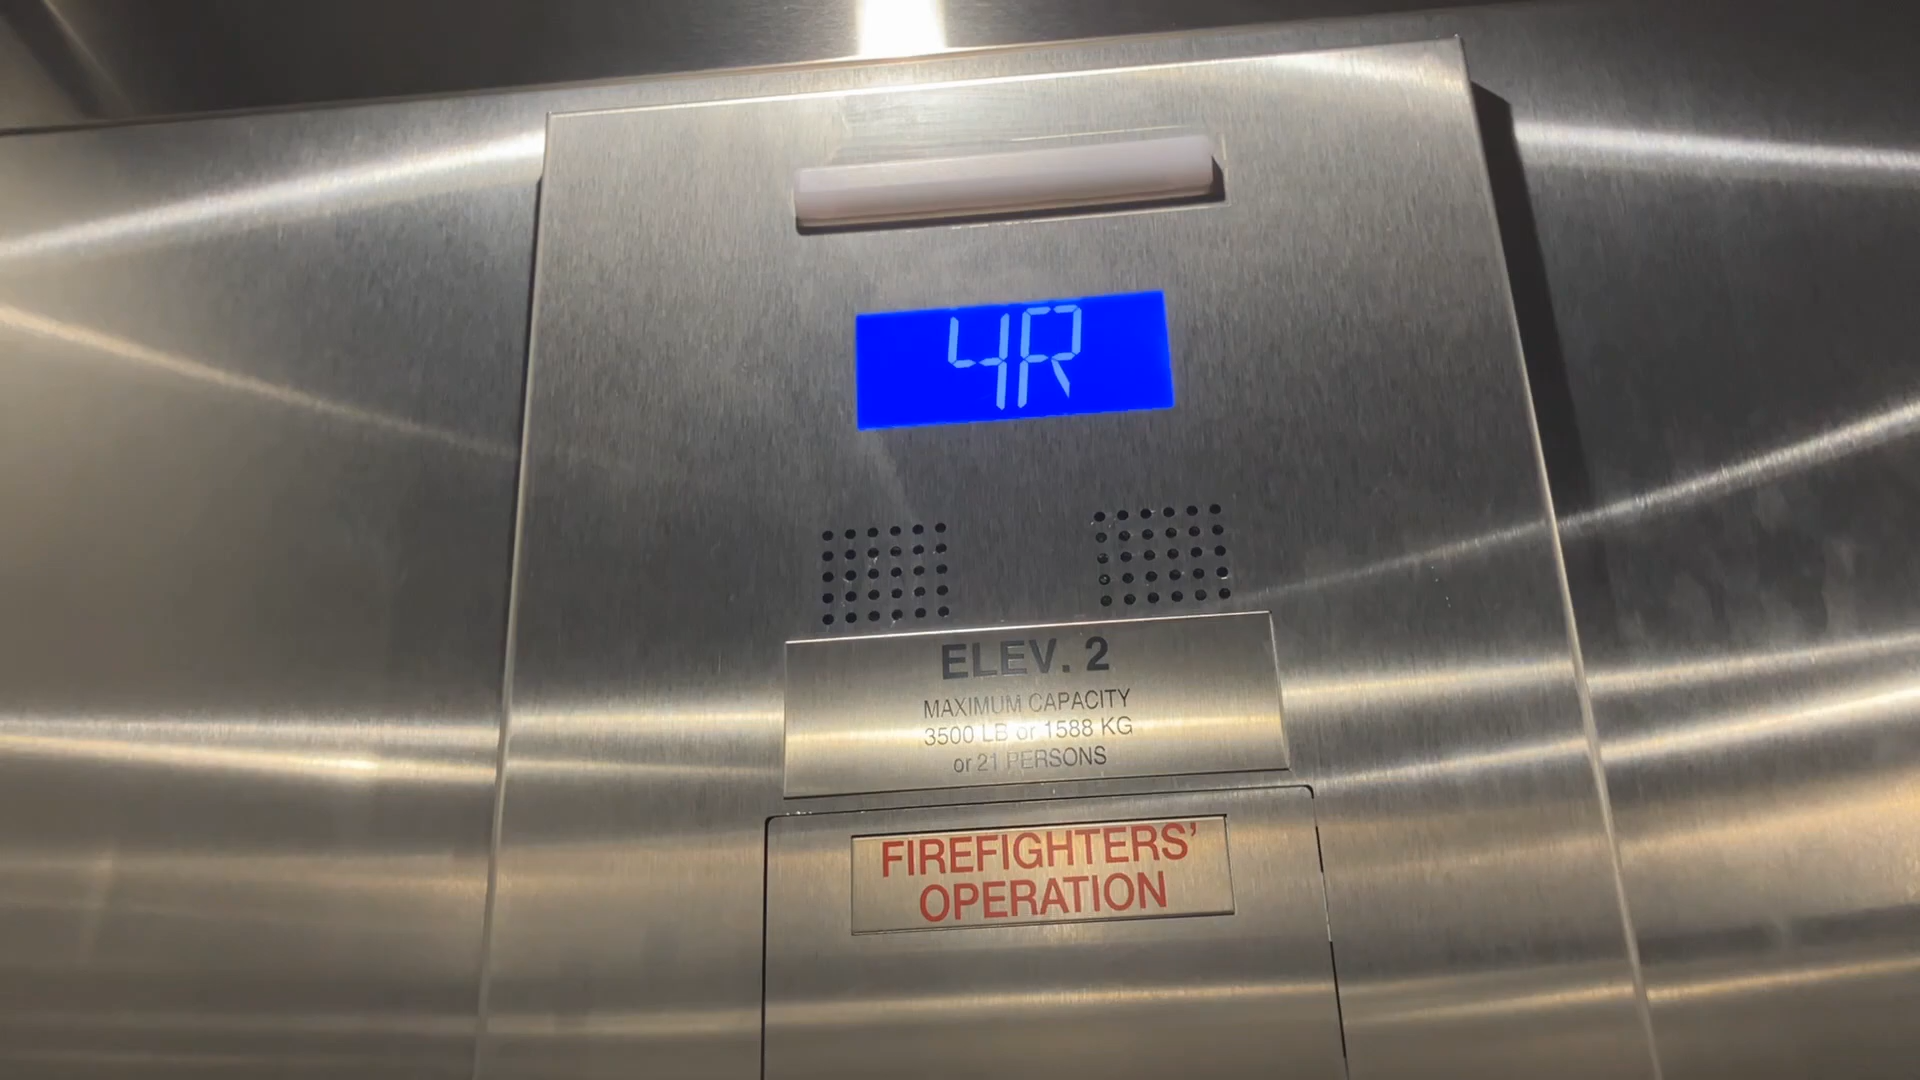 4R
ELEV. 2
MAXIMUM CAPACITY
3500 LB or 1588 KG
or 21 PERSONS
FIREFIGHTERS’
OPERATION